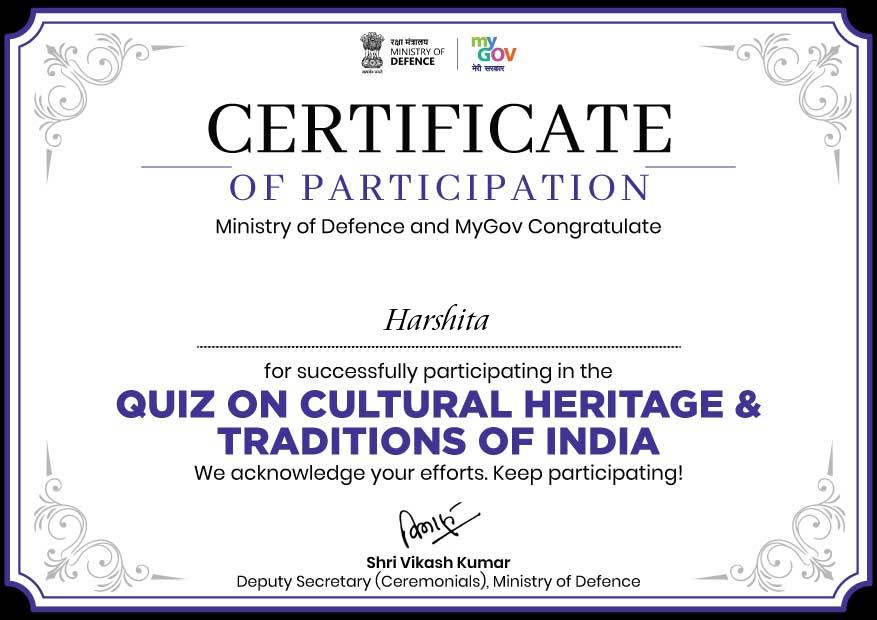 रक्षा मंत्रालय
MINISTRY OF
DEFENCE
सत्यमेव जयते
my
GOV
मेरी सरकार
CERTIFICATE
OF PARTICIPATION
Ministry of Defence and MyGov Congratulate
Harshita
for successfully participating in the
QUIZ ON CULTURAL HERITAGE &
TRADITIONS OF INDIA
We acknowledge your efforts. Keep participating!
Shri Vikash Kumar
Deputy Secretary (Ceremonials), Ministry of Defence